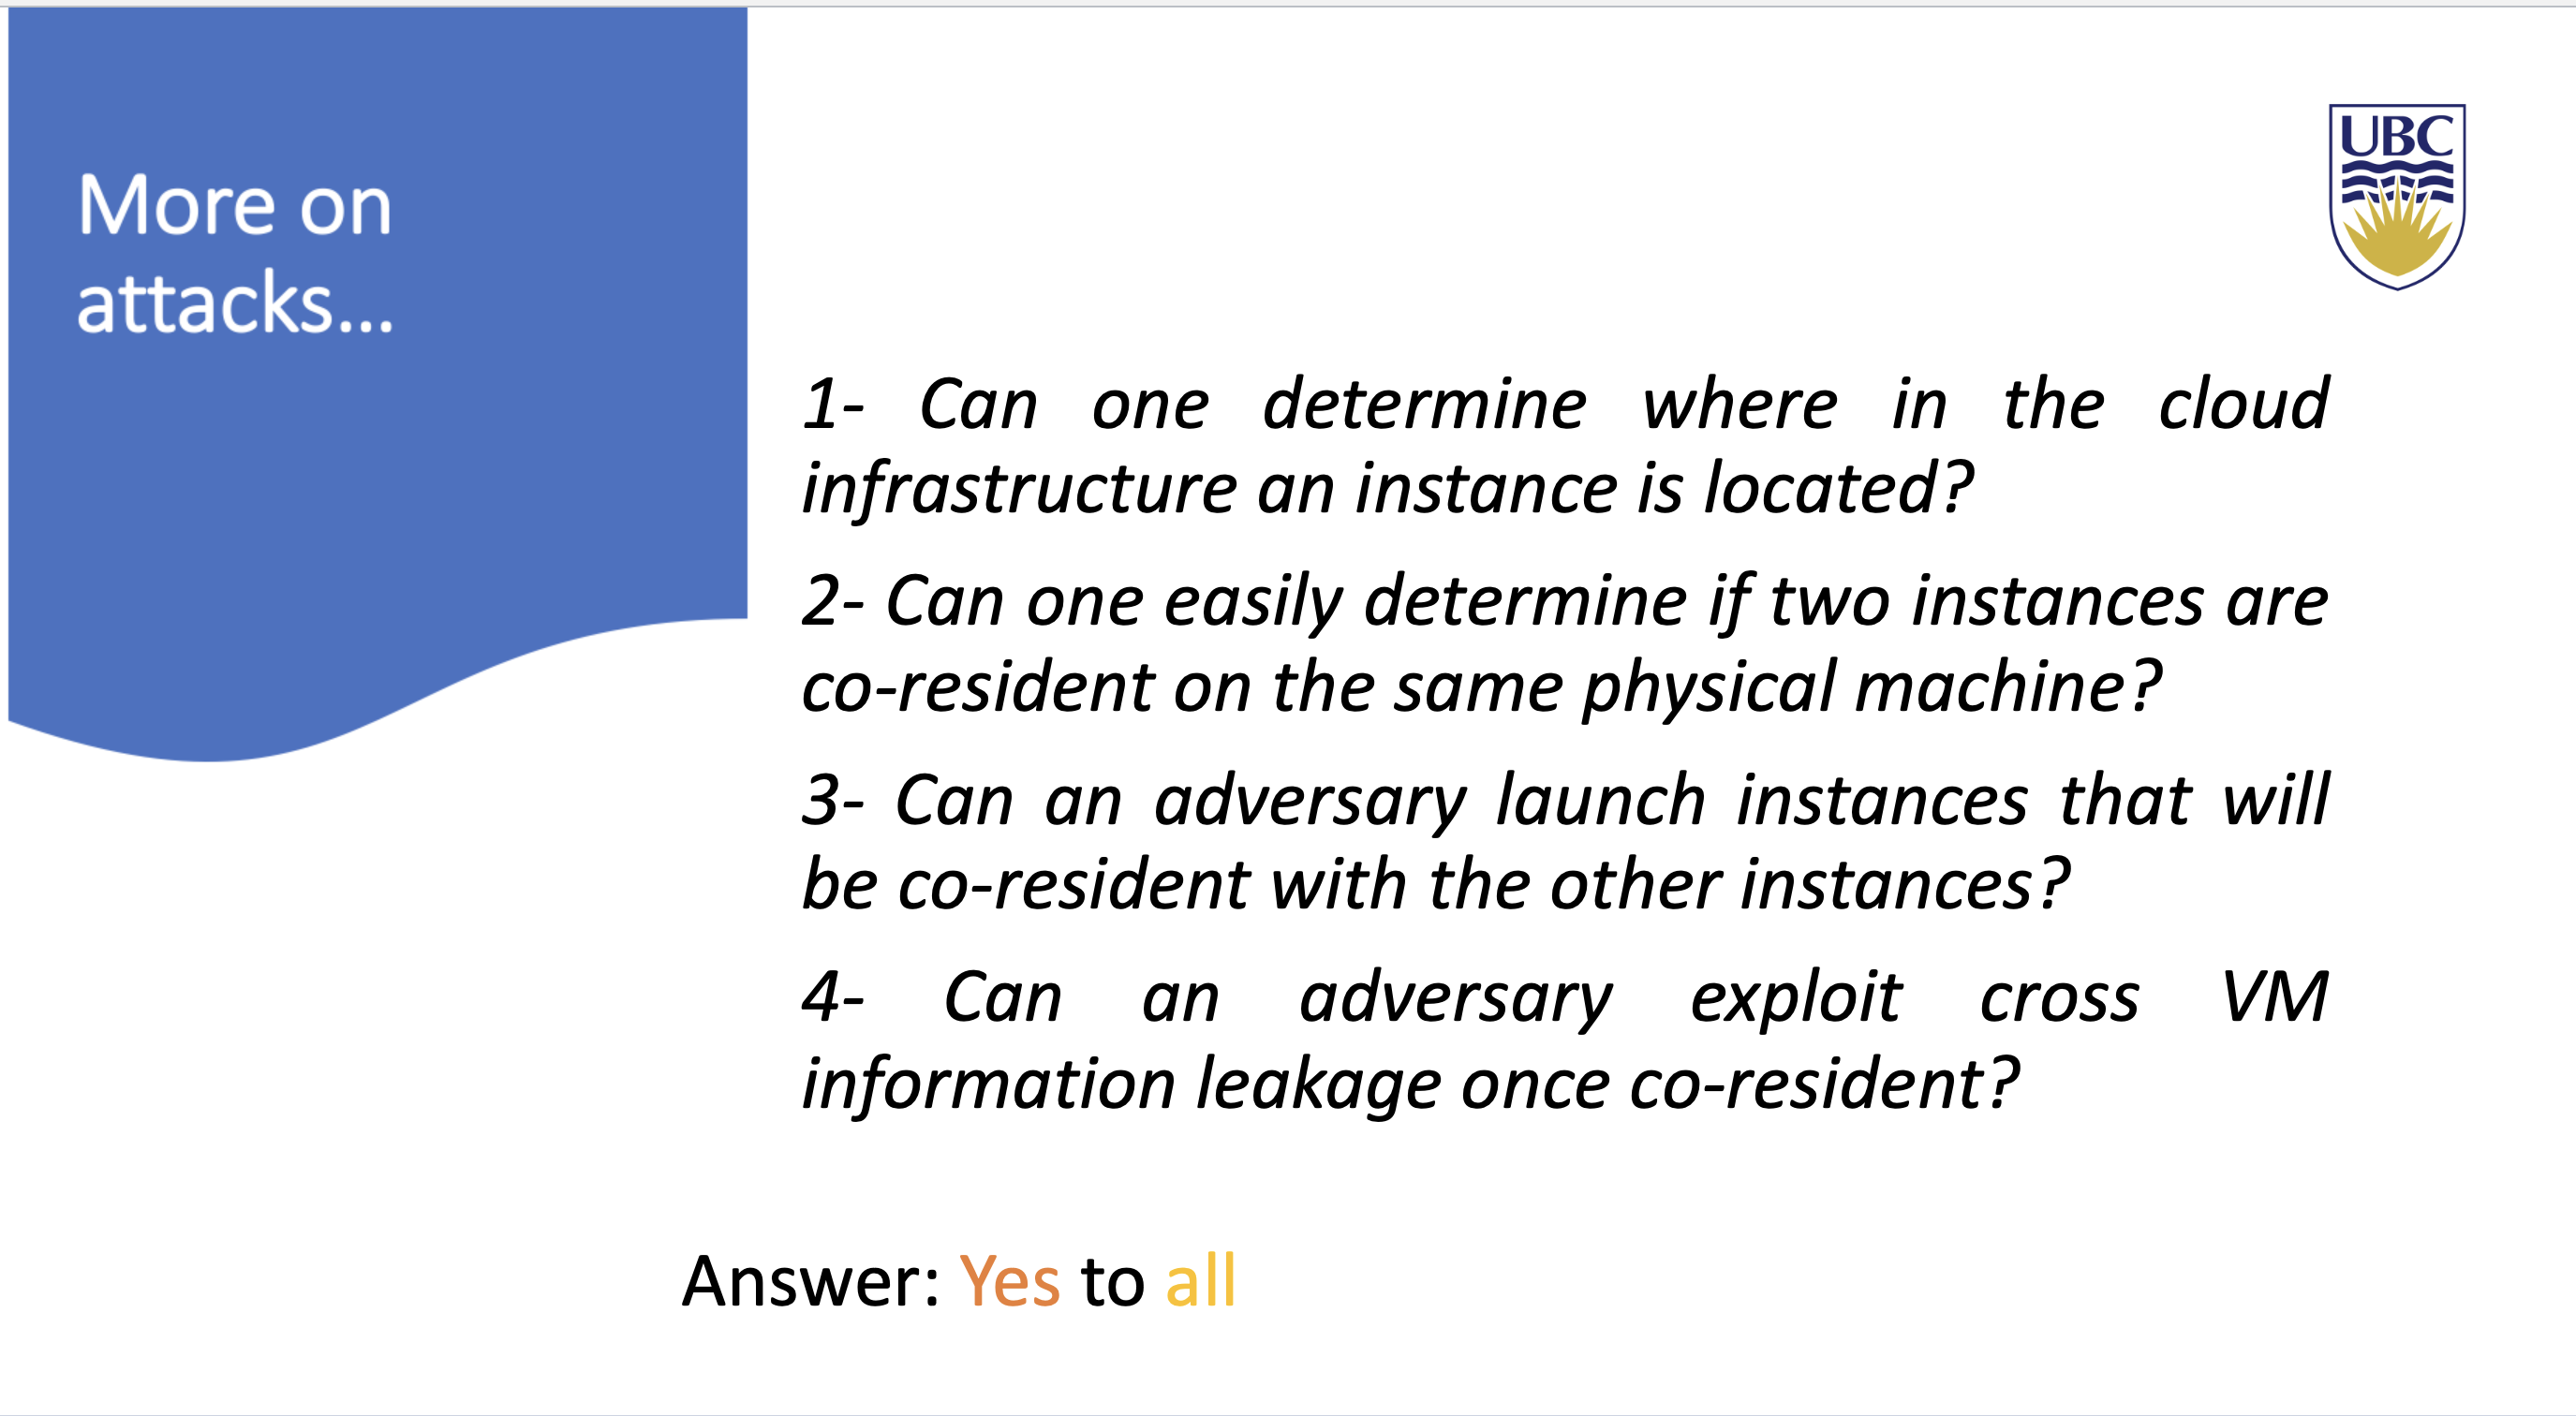 More on
attacks...
UBC
1- Can one determine where in the cloud
infrastructure an instance is located?
2- Can one easily determine if two instances are
co-resident on the same physical machine?
3- Can an adversary launch instances that will
be co-resident with the other instances?
4- Can an adversary exploit cross VM
information leakage once co-resident?
Answer: Yes to all